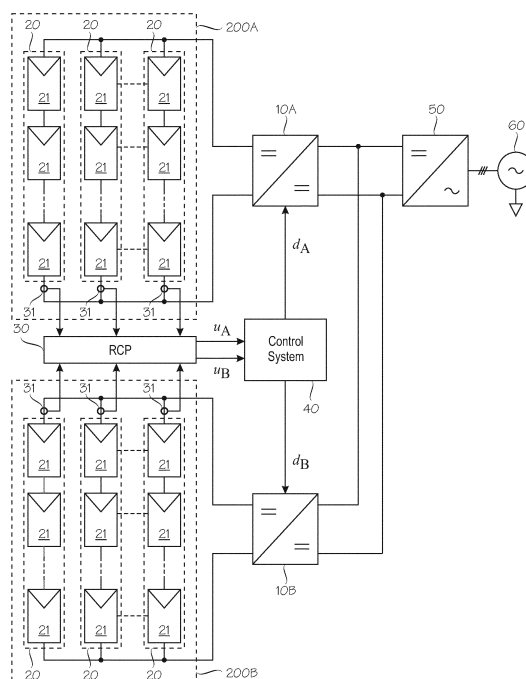 20 20 20 200A
21 21 21
21 21 21
21 21 21
31 31 31
10A 50 60
d_A
30 RCP u_A
u_B
Control
System
40
31 31 31
21 21 21
d_B
21 21 21
10B
21 21 21
20 20 20 200B